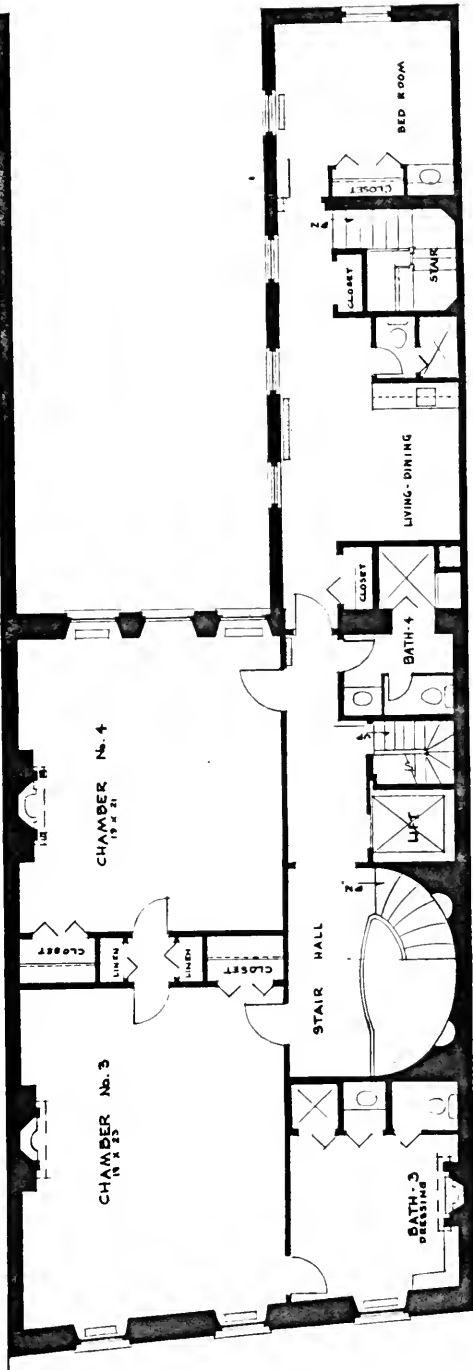 BED ROOM
CLOSET
STAIR
CLOSET
LIVING-DINING
CLOSET
BATH-4
CHAMBER No. 4
19 X 21
UP
LIFT
CLOSET
LINEN
LINEN
CLOSET
STAIR HALL
CHAMBER No. 3
19 X 23
BATH-3
DRESSING